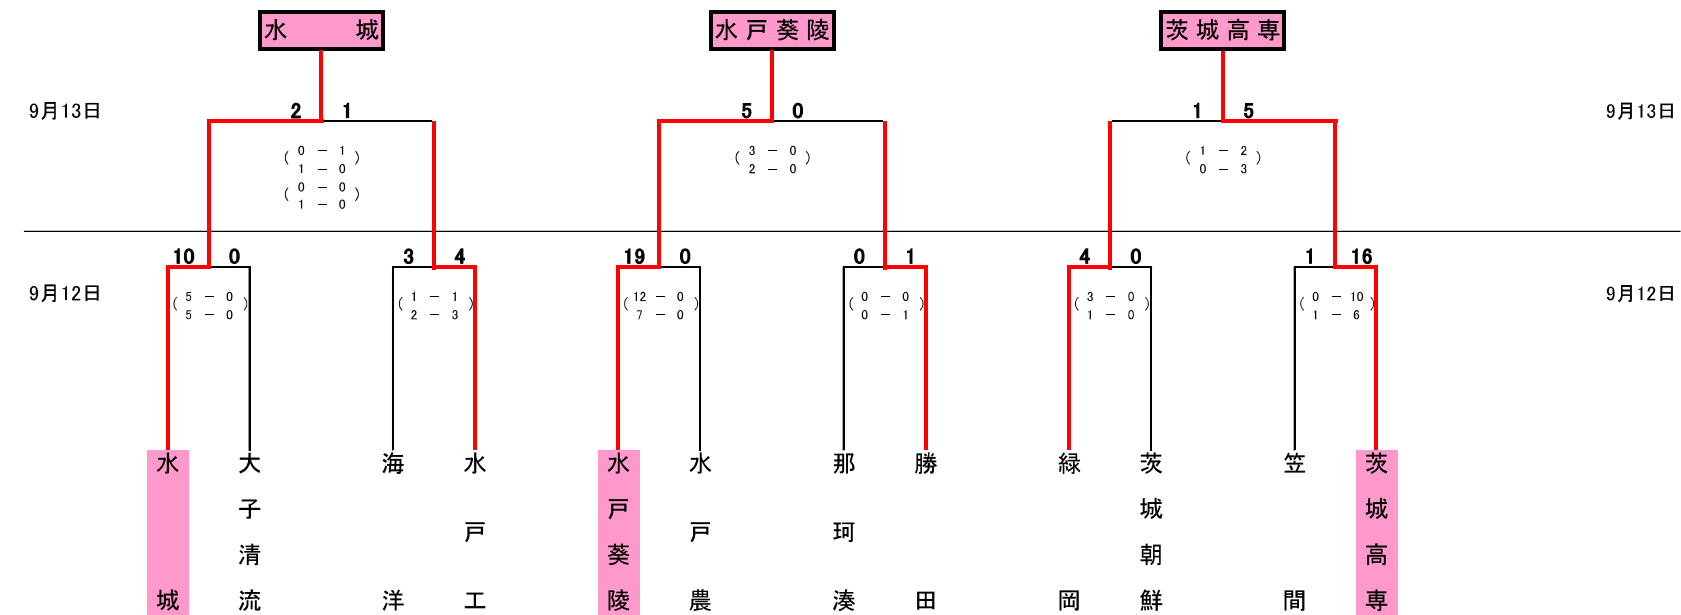 水城
水戸葵陵
茨城高専
9月13日
2 1
5 0
1 5
9月13日
( 0 － 1 )
1 － 0
( 0 － 0 )
1 － 0
( 3 － 0 )
2 － 0
( 1 － 2 )
0 － 3
10 0
3 4
19 0
0 1
4 0
1 16
9月12日
9月12日
( 5 － 0 )
5 － 0
( 1 － 1 )
2 － 3
( 12 － 0 )
7 － 0
( 0 － 0 )
0 － 1
( 3 － 0 )
1 － 0
( 0 － 10 )
1 － 6
水城
大子清流
海洋
水戸工
水戸葵陵
水戸農
那珂湊
勝田
緑岡
茨城朝鮮
笠間
茨城高専